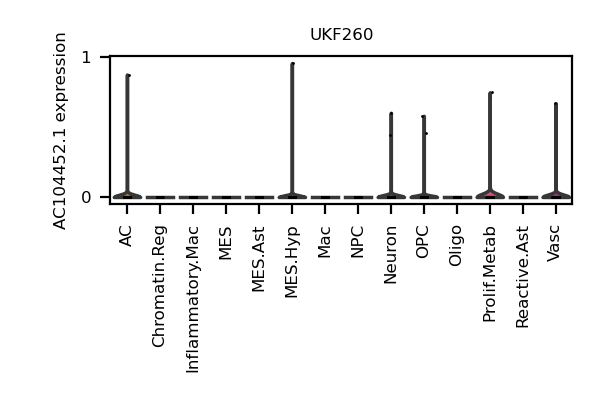 UKF260
AC104452.1 expression
1
0
AC
Chromatin.Reg
Inflammatory.Mac
MES
MES.Ast
MES.Hyp
Mac
NPC
Neuron
OPC
Oligo
Prolif.Metab
Reactive.Ast
Vasc